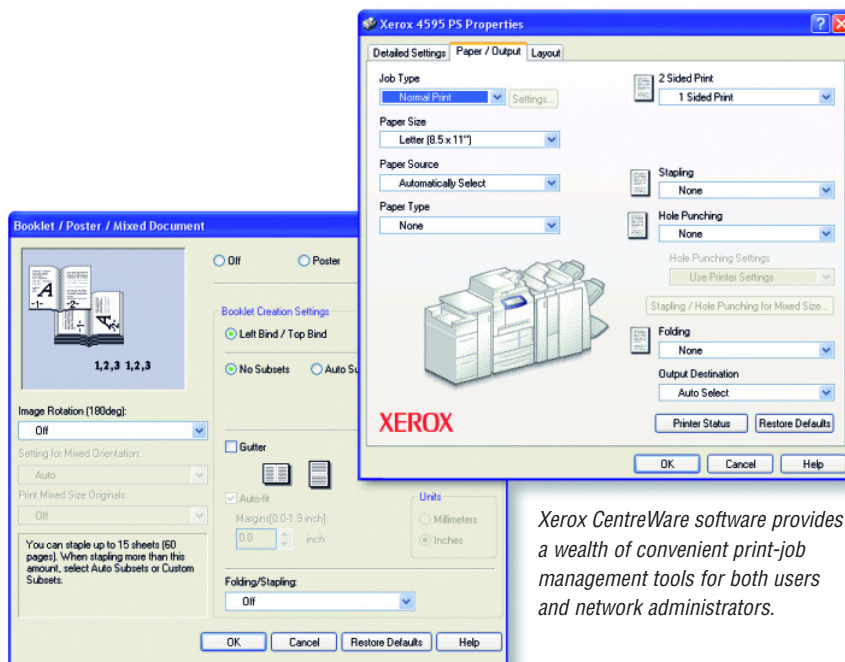 Xerox 4595 PS Properties
Detailed Settings Paper / Output Layout
Job Type
Normal Print Settings...
Paper Size
Letter (8.5 x 11")
Paper Source
Automatically Select
Paper Type
None
2 Sided Print
1 Sided Print
Stapling
None
Hole Punching
None
Hole Punching Settings
Use Printer Settings
Stapling / Hole Punching for Mixed Size...
Folding
None
Output Destination
Auto Select
XEROX
Printer Status Restore Defaults
OK Cancel Help
Booklet / Poster / Mixed Document
Off Poster
A
-1- -2-
1,2,3 1,2,3
Booklet Creation Settings
Left Bind / Top Bind
No Subsets Auto Su
Image Rotation (180deg):
Off
Setting for Mixed Orientation:
Auto
Print Mixed Size Originals:
Off
You can staple up to 15 sheets (60
pages). When stapling more than this
amount, select Auto Subsets or Custom
Subsets.
Gutter
Auto-fit
Margins[0.0-1.9 inch]:
0.0 inch
Units
Millimeters
Inches
Folding/Stapling:
Off
OK Cancel Restore Defaults Help
Xerox CentreWare software provides
a wealth of convenient print-job
management tools for both users
and network administrators.